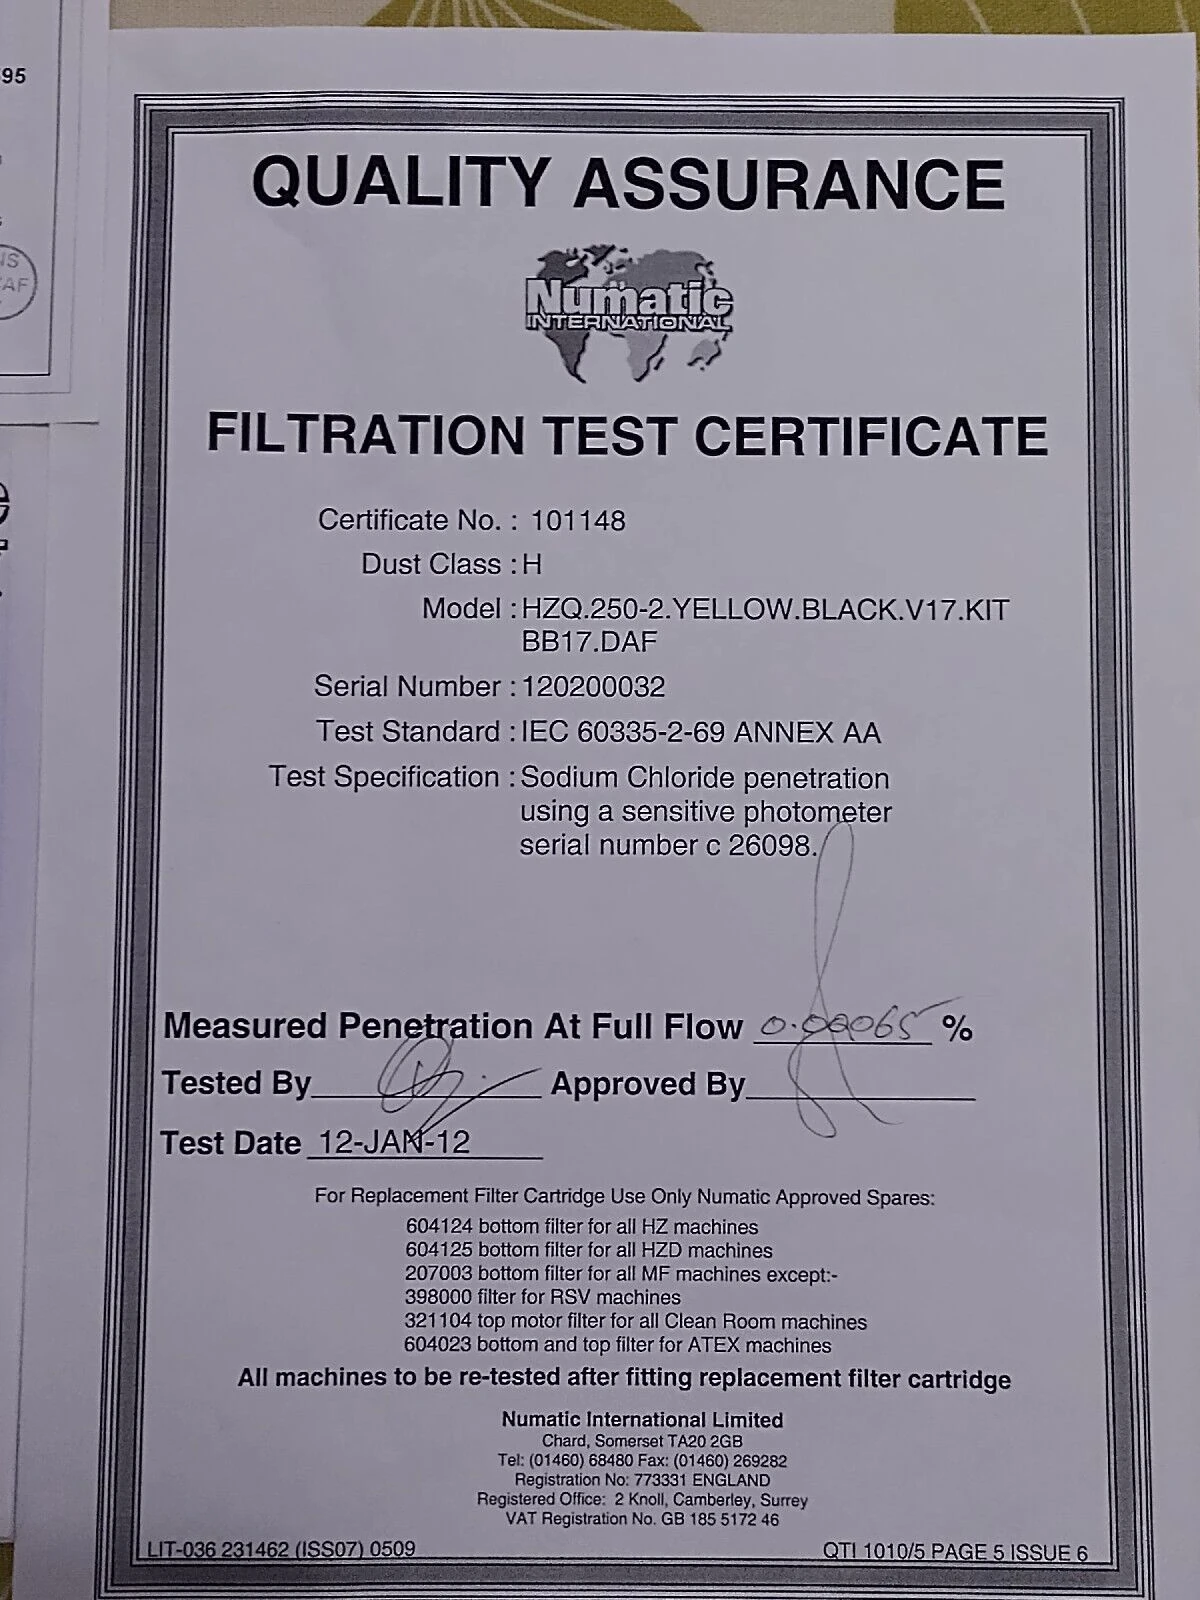 95
NS
CAF
QUALITY ASSURANCE
Numatic
INTERNATIONAL
FILTRATION TEST CERTIFICATE
Certificate No. : 101148
Dust Class : H
Model : HZQ.250-2.YELLOW.BLACK.V17.KIT
BB17.DAF
Serial Number : 120200032
Test Standard : IEC 60335-2-69 ANNEX AA
Test Specification : Sodium Chloride penetration
using a sensitive photometer
serial number c 26098.
Measured Penetration At Full Flow 0.00065 %
Tested By Approved By
Test Date 12-JAN-12
For Replacement Filter Cartridge Use Only Numatic Approved Spares:
604124 bottom filter for all HZ machines
604125 bottom filter for all HZD machines
207003 bottom filter for all MF machines except:-
398000 filter for RSV machines
321104 top motor filter for all Clean Room machines
604023 bottom and top filter for ATEX machines
All machines to be re-tested after fitting replacement filter cartridge
Numatic International Limited
Chard, Somerset TA20 2GB
Tel: (01460) 68480 Fax: (01460) 269282
Registration No: 773331 ENGLAND
Registered Office: 2 Knoll, Camberley, Surrey
VAT Registration No. GB 185 5172 46
LIT-036 231462 (ISS07) 0509
QTI 1010/5 PAGE 5 ISSUE 6